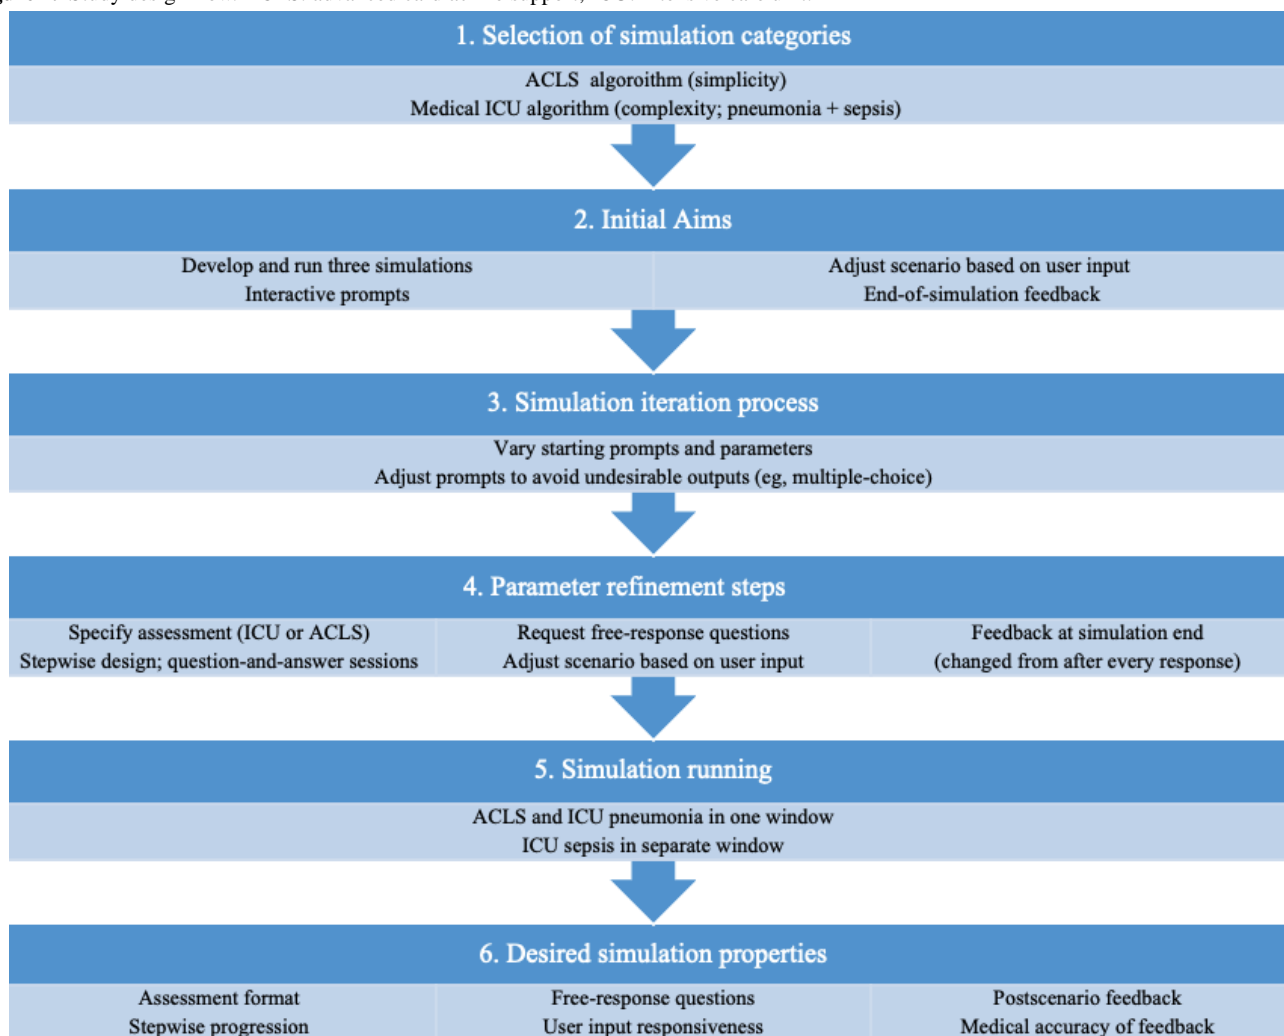 1. Selection of simulation categories
ACLS algoroithm (simplicity)
Medical ICU algorithm (complexity; pneumonia + sepsis)
2. Initial Aims
Develop and run three simulations
Interactive prompts
Adjust scenario based on user input
End-of-simulation feedback
3. Simulation iteration process
Vary starting prompts and parameters
Adjust prompts to avoid undesirable outputs (eg, multiple-choice)
4. Parameter refinement steps
Specify assessment (ICU or ACLS)
Stepwise design; question-and-answer sessions
Request free-response questions
Adjust scenario based on user input
Feedback at simulation end
(changed from after every response)
5. Simulation running
ACLS and ICU pneumonia in one window
ICU sepsis in separate window
6. Desired simulation properties
Assessment format
Stepwise progression
Free-response questions
User input responsiveness
Postscenario feedback
Medical accuracy of feedback